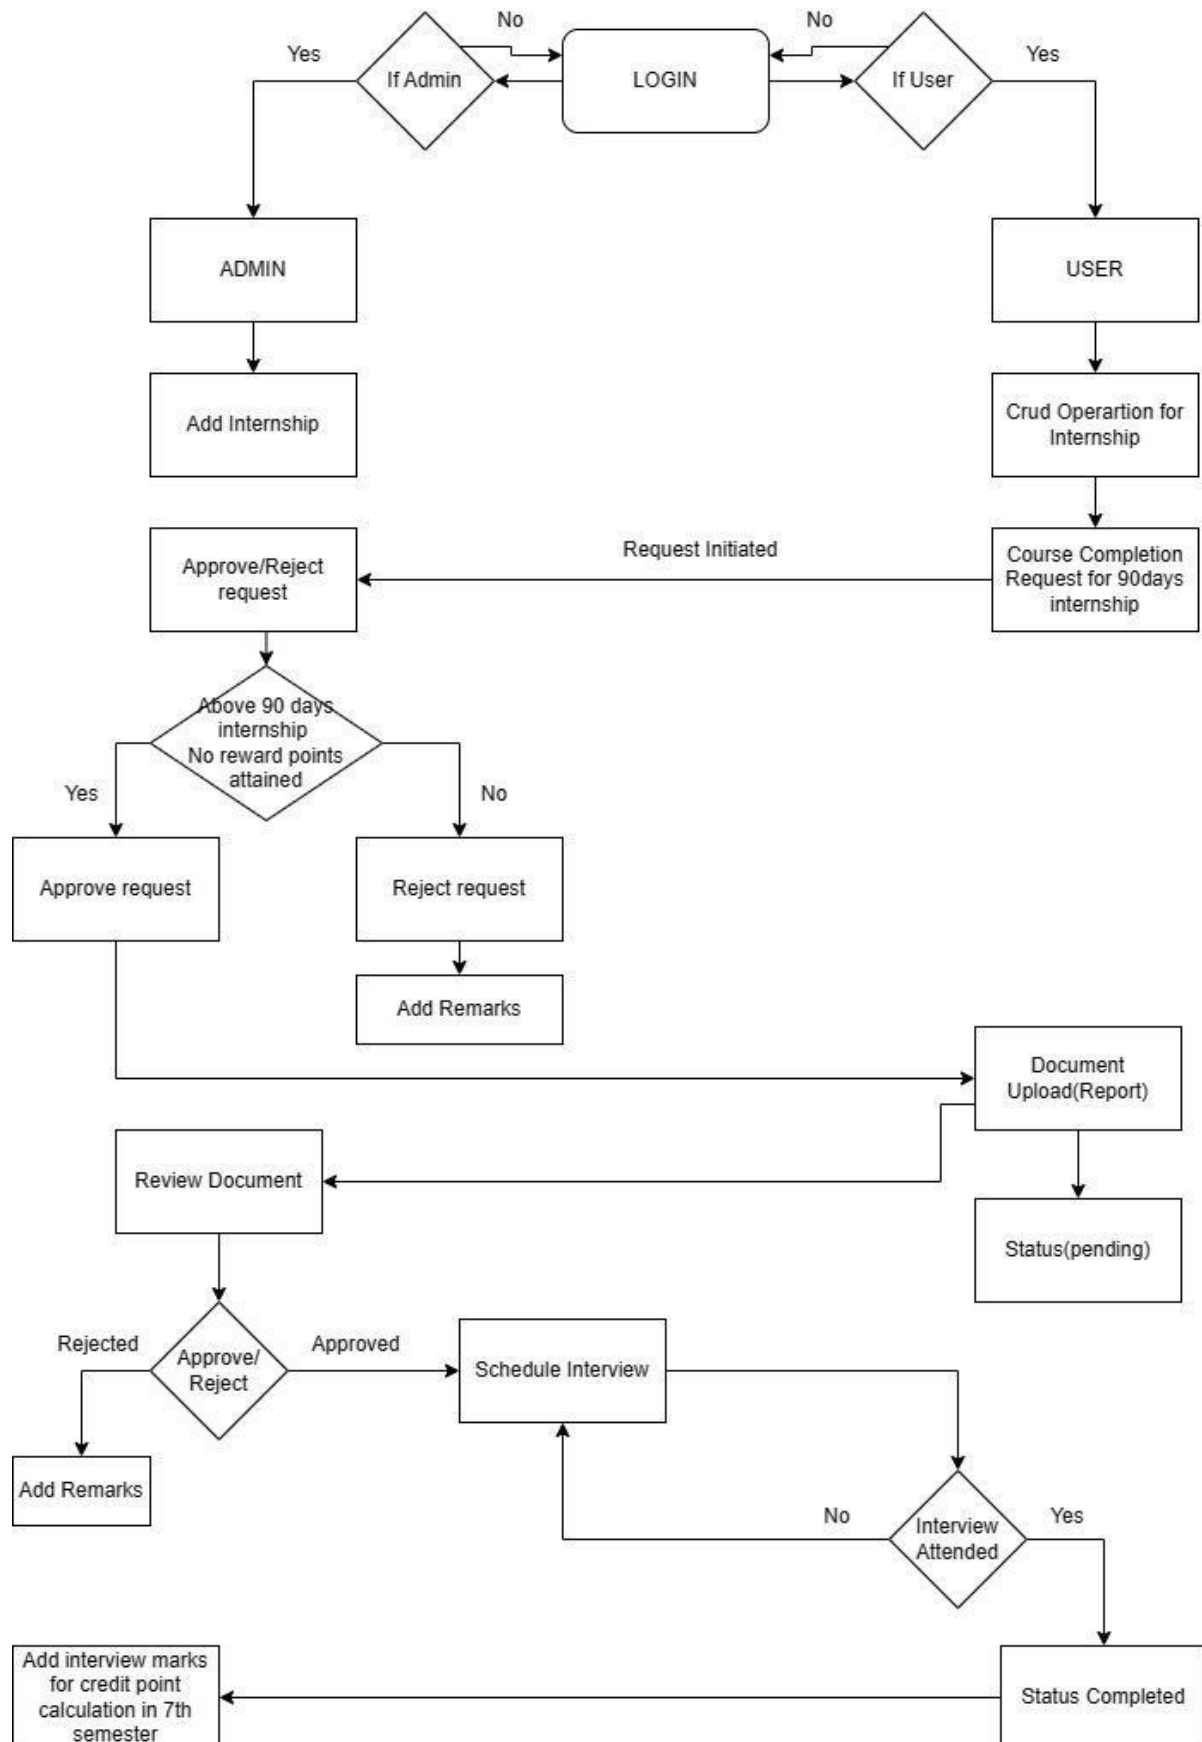 No
No
Yes
If Admin
LOGIN
If User
Yes
ADMIN
USER
Add Internship
Crud Operartion for
Internship
Approve/Reject
request
Request Initiated
Course Completion
Request for 90days
internship
Above 90 days
internship
No reward points
attained
Yes
No
Approve request
Reject request
Add Remarks
Document
Upload(Report)
Review Document
Status(pending)
Rejected
Approve/
Reject
Approved
Schedule Interview
Add Remarks
No
Interview
Attended
Yes
Add interview marks
for credit point
calculation in 7th
semester
Status Completed